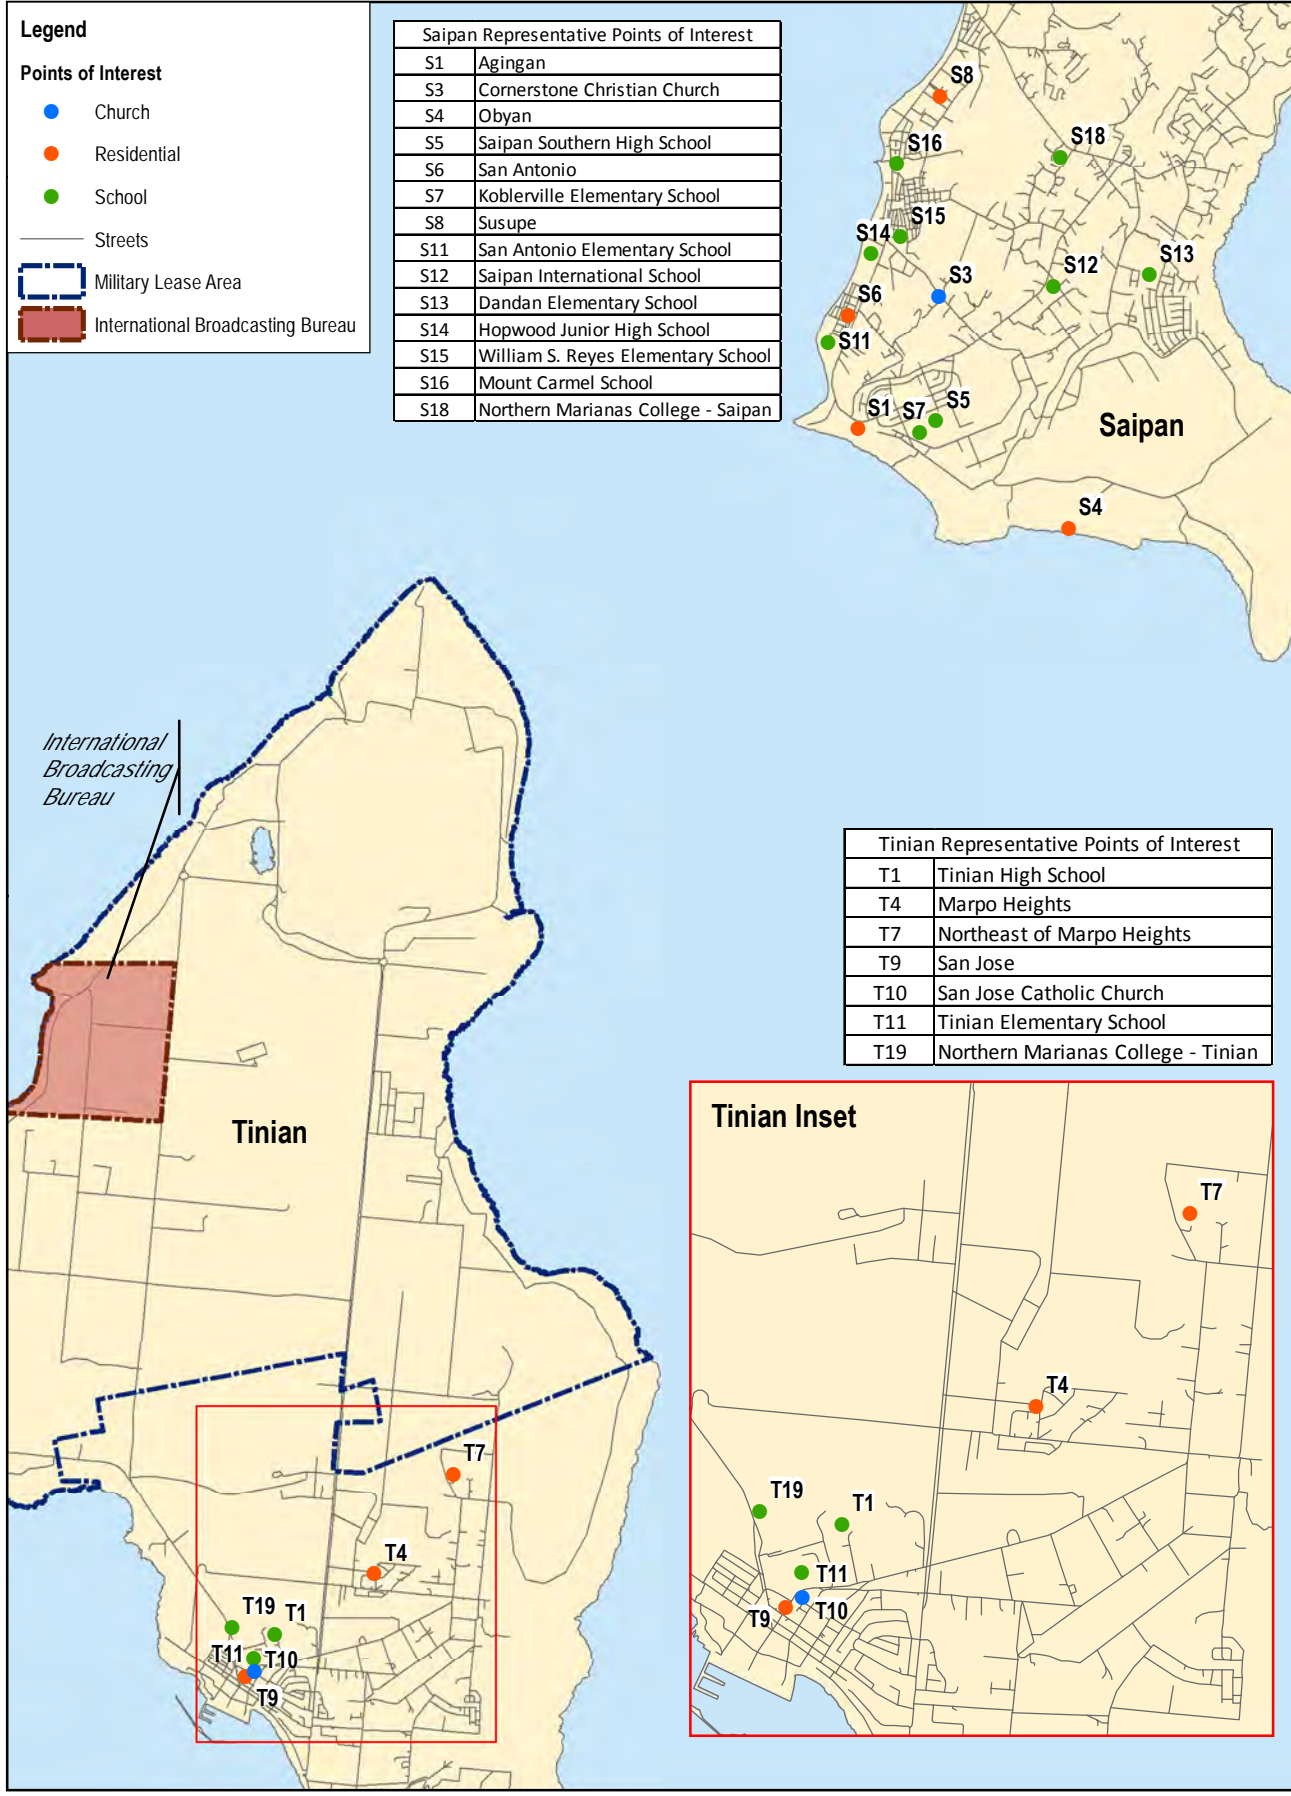 Legend
Points of Interest
Church
Residential
School
Streets
Military Lease Area
International Broadcasting Bureau
Saipan Representative Points of Interest
S1 Agingan
S3 Cornerstone Christian Church
S4 Obyan
S5 Saipan Southern High School
S6 San Antonio
S7 Koblerville Elementary School
S8 Susupe
S11 San Antonio Elementary School
S12 Saipan International School
S13 Dandan Elementary School
S14 Hopwood Junior High School
S15 William S. Reyes Elementary School
S16 Mount Carmel School
S18 Northern Marianas College - Saipan
S8
S16
S18
S15
S14
S13
S3
S12
S6
S11
S1
S7
S5
Saipan
S4
International
Broadcasting
Bureau
Tinian
Tinian Representative Points of Interest
T1 Tinian High School
T4 Marpo Heights
T7 Northeast of Marpo Heights
T9 San Jose
T10 San Jose Catholic Church
T11 Tinian Elementary School
T19 Northern Marianas College - Tinian
T7
T4
T19
T1
T11
T10
T9
Tinian Inset
T7
T4
T19
T1
T11
T10
T9